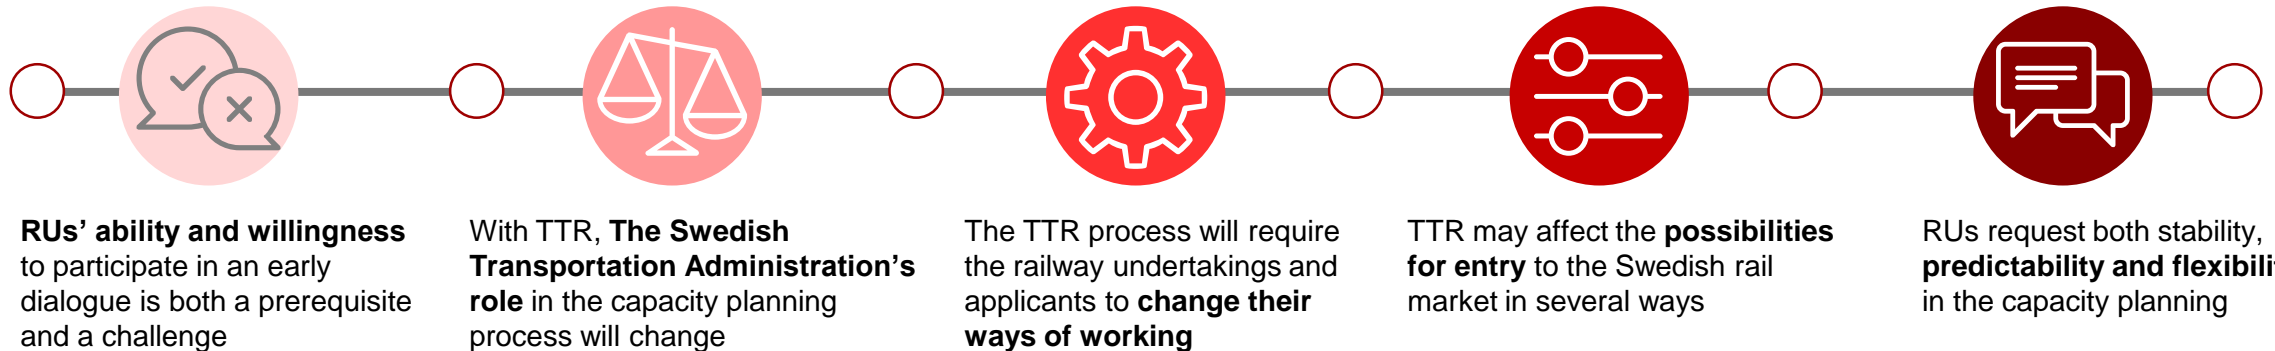 RUs' ability and willingness
to participate in an early
dialogue is both a prerequisite
and a challenge
With TTR, The Swedish
Transportation Administration's
role in the capacity planning
process will change
The TTR process will require
the railway undertakings and
applicants to change their
ways of working
TTR may affect the possibilities
for entry to the Swedish rail
market in several ways
RUs request both stability,
predictability and
in the capacity planning